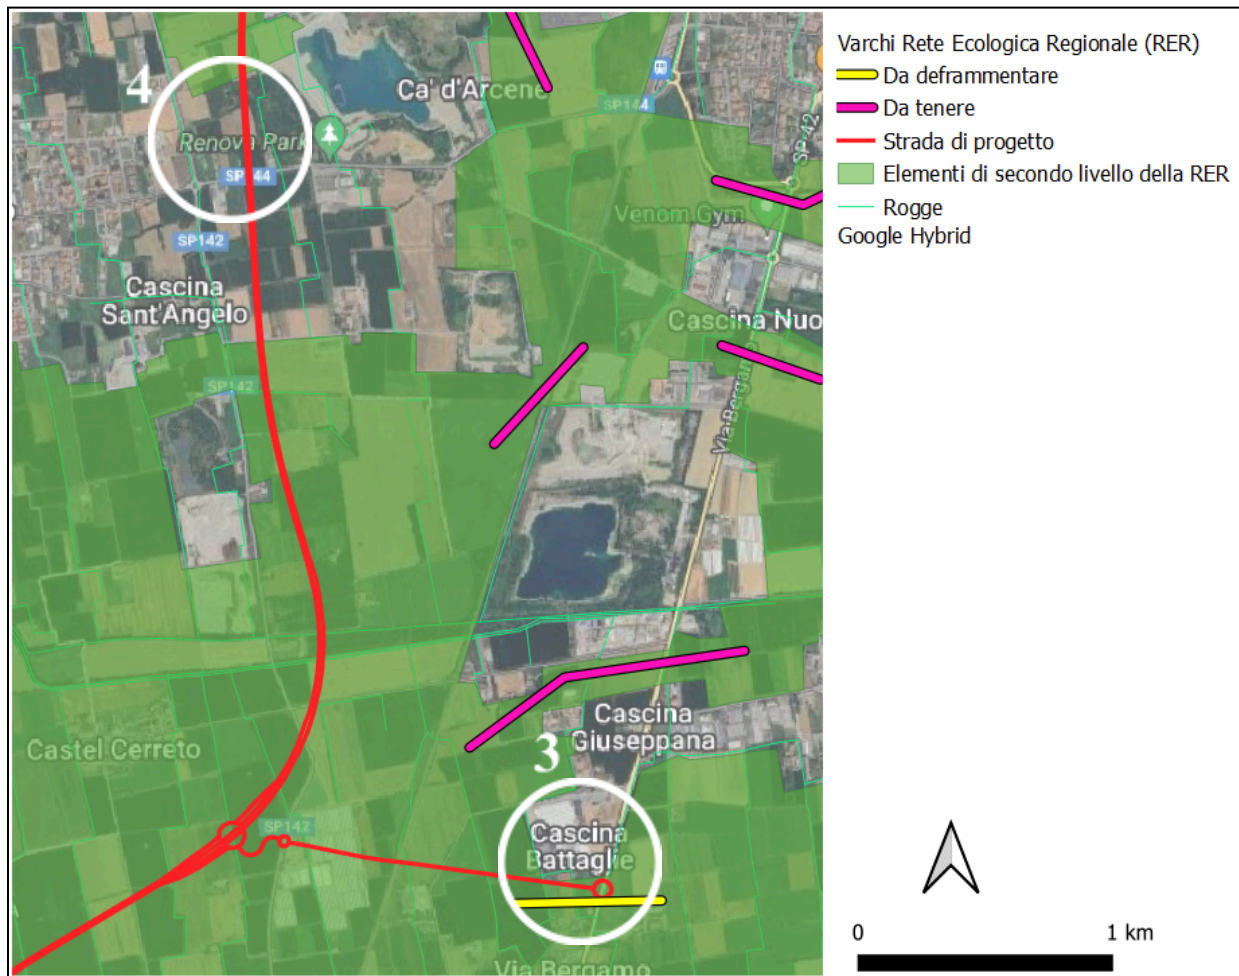 4
Ca' d'Arcene
SP144
Renova Park
SP144
SP-42
Venom Gym
SP142
Cascina
Sant'Angelo
Cascina Nuo
SP142
Via Bergamo
Castel Cerreto
Cascina
Giuseppana
3
SP142
Cascina
Battaglie
Via Bergamo
Varchi Rete Ecologica Regionale (RER)
Da deframmentare
Da tenere
Strada di progetto
Elementi di secondo livello della RER
Rogge
Google Hybrid
0 1 km